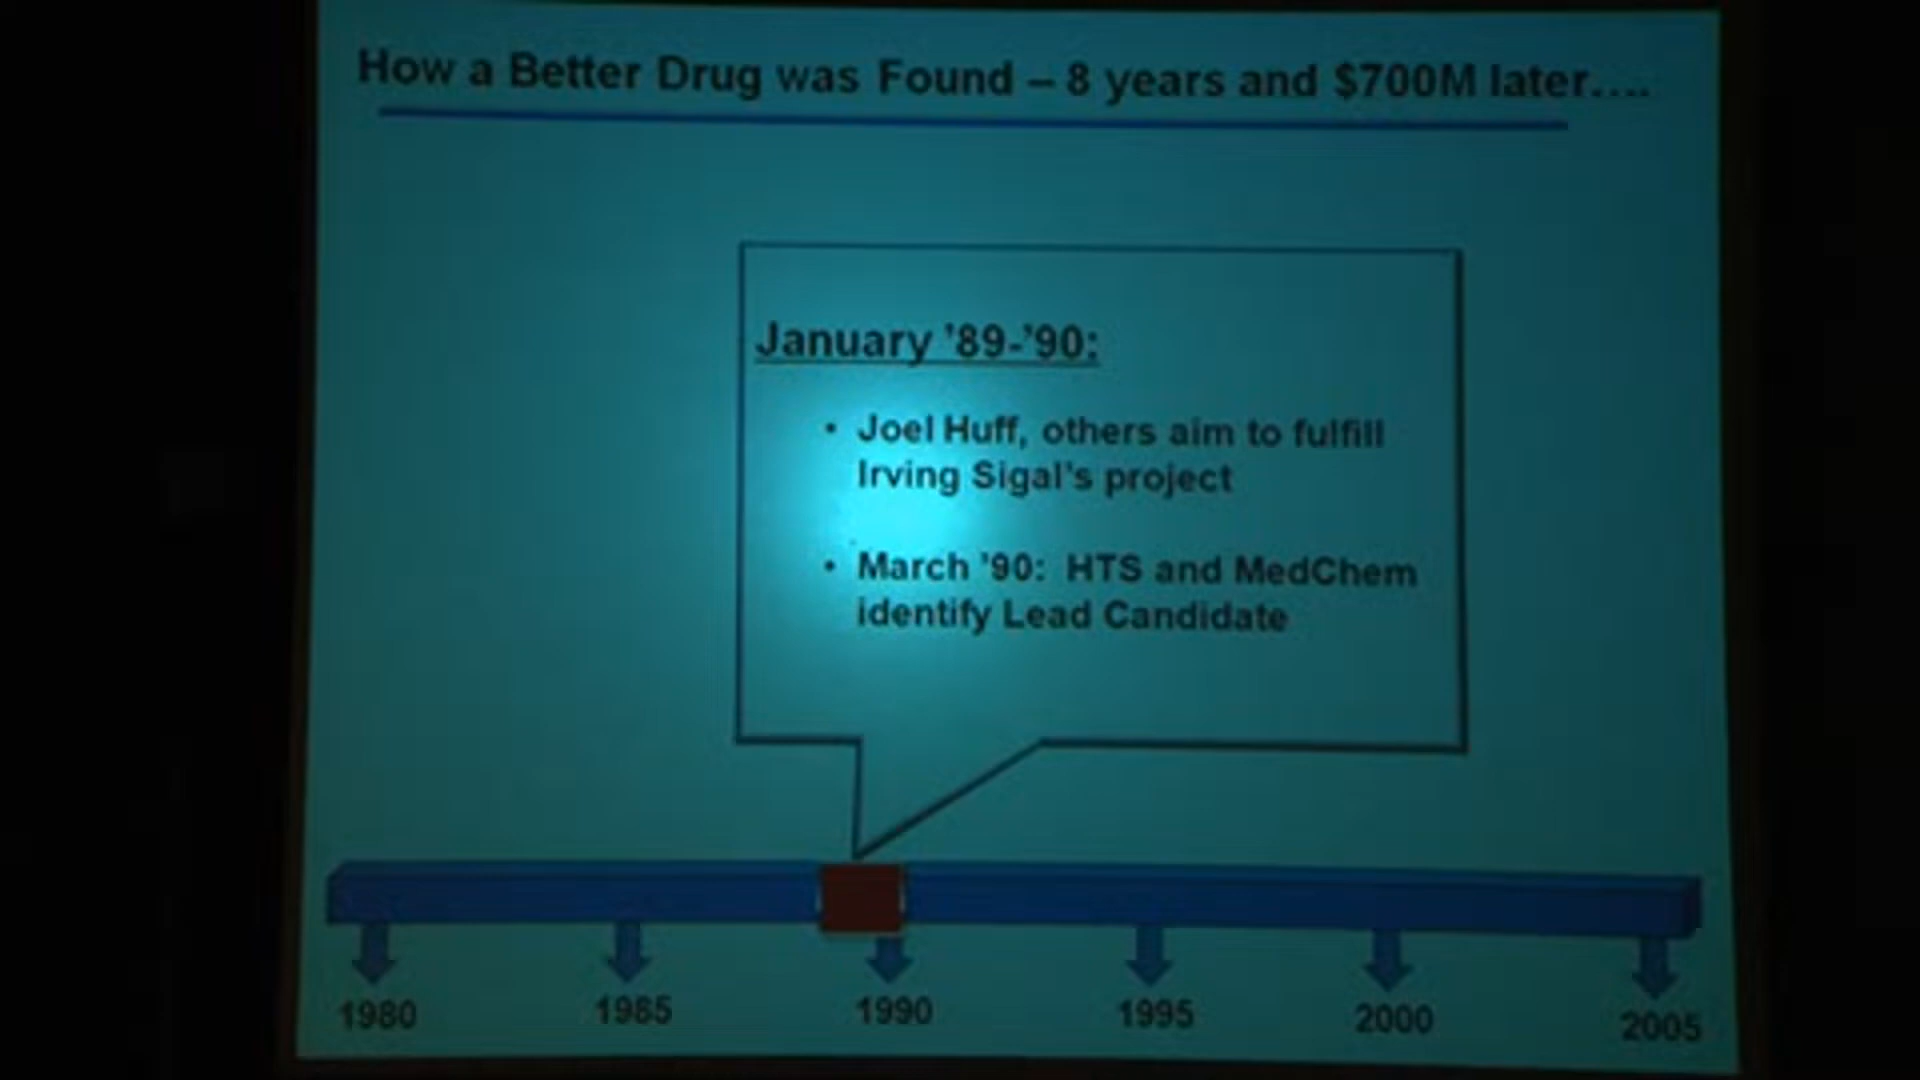 How a Better Drug was Found – 8 years and $700M later....
January ’89-’90:
• Joel Huff, others aim to fulfill
Irving Sigal's project
• March ’90: HTS and MedChem
identify Lead Candidate
1980 1985 1990 1995 2000 2005